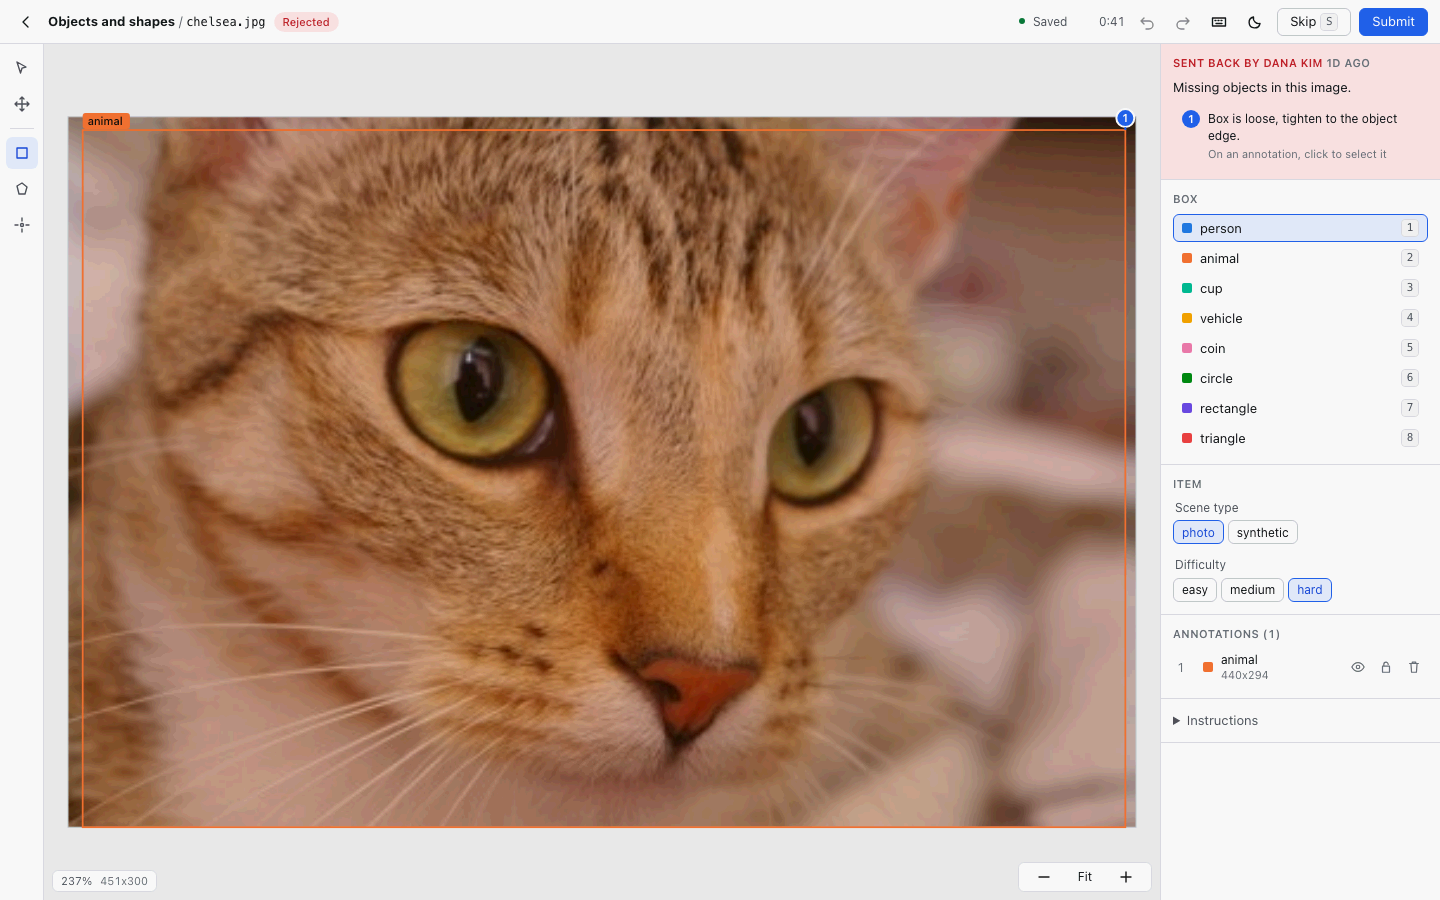 Objects and shapes / chelsea.jpg Rejected
Saved 0:41 Skip S Submit
animal
1
SENT BACK BY DANA KIM 1D AGO
Missing objects in this image.
1 Box is loose, tighten to the object
edge.
On an annotation, click to select it
BOX
person 1
animal 2
cup 3
vehicle 4
coin 5
circle 6
rectangle 7
triangle 8
ITEM
Scene type
photo synthetic
Difficulty
easy medium hard
ANNOTATIONS (1)
1 animal
440x294
Instructions
237% 451x300
Fit